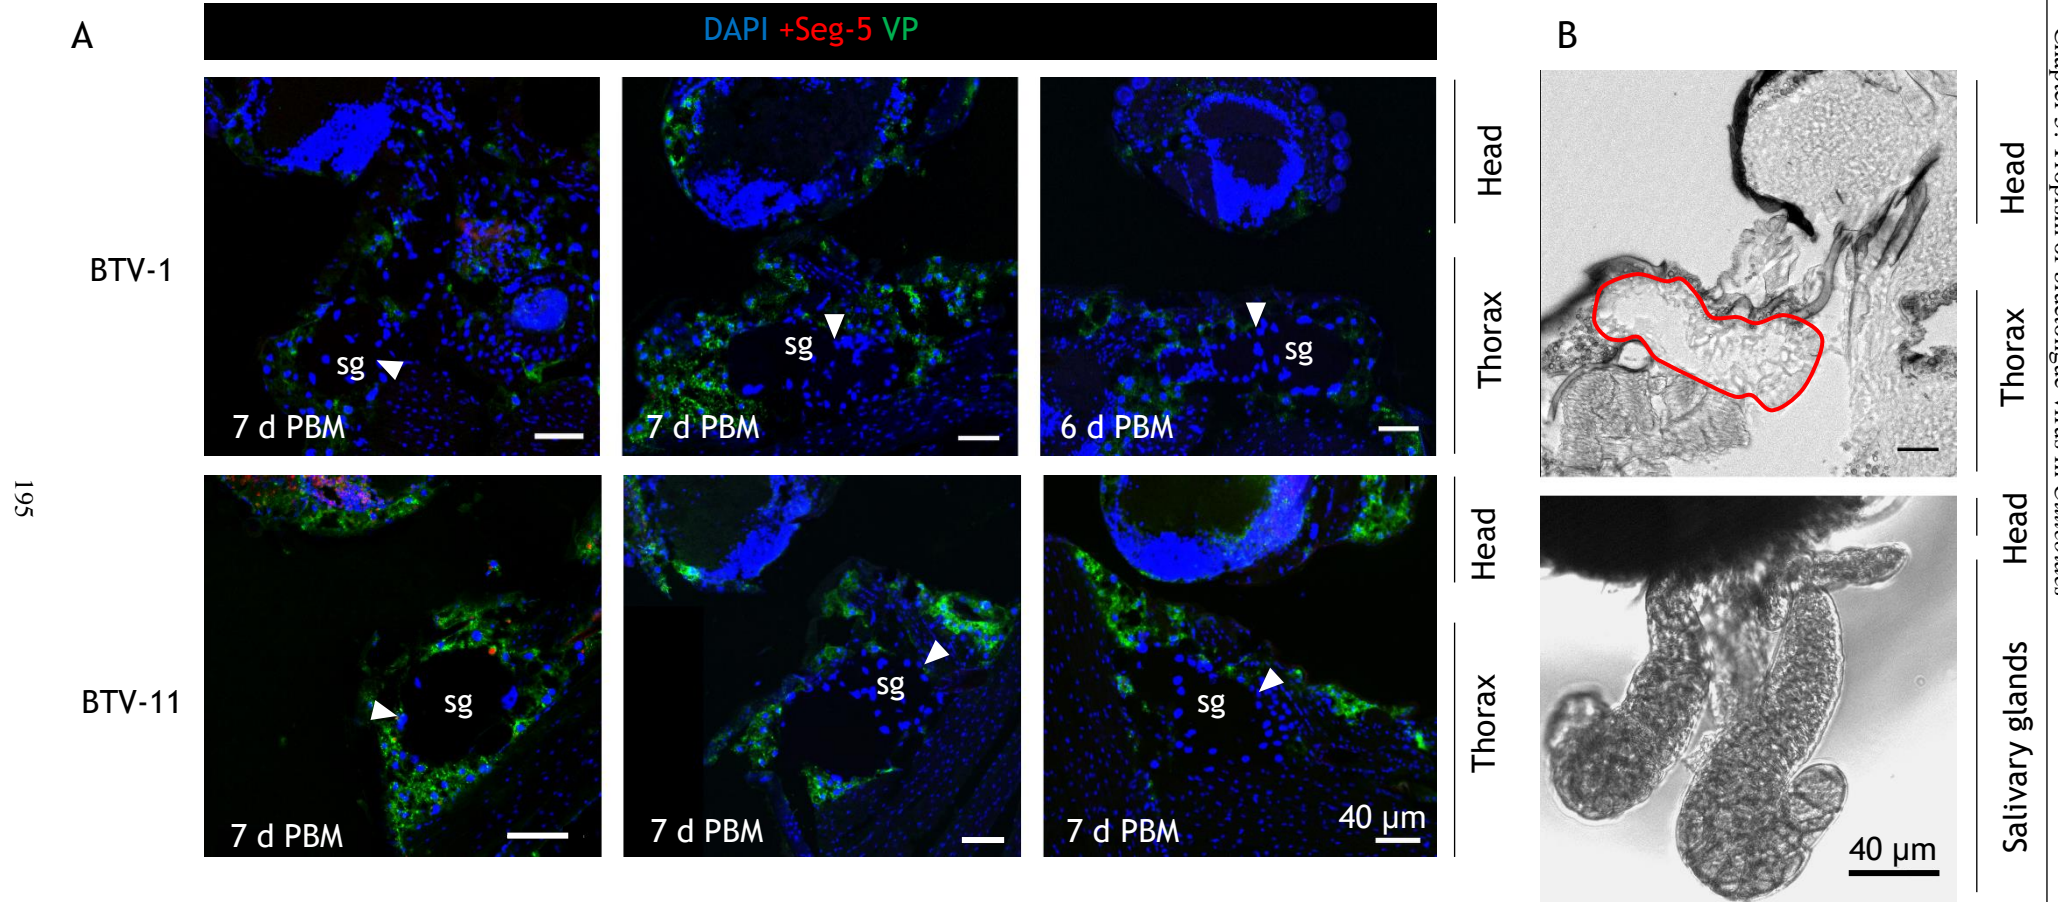 A
DAPI +Seg-5 VP
B
BTV-1
sg
7 d PBM
sg
7 d PBM
sg
6 d PBM
Head
Thorax
Head
Thorax
BTV-11
sg
7 d PBM
sg
7 d PBM
sg
7 d PBM
40 µm
Head
Thorax
Head
Salivary glands
40 µm
195